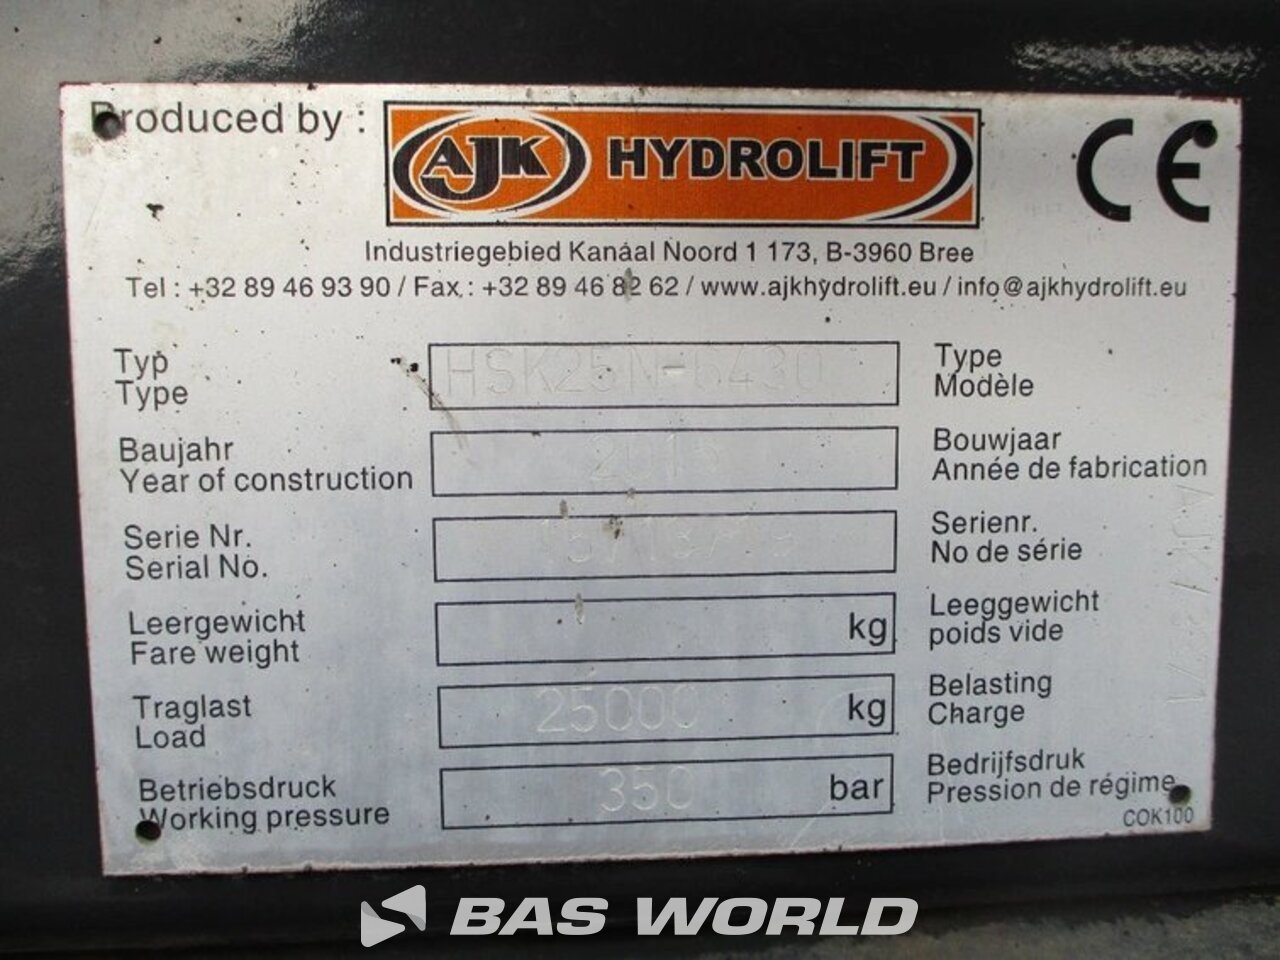 Produced by :
AJK HYDROLIFT
CE
Industriegebied Kanaal Noord 1 173, B-3960 Bree
Tel : +32 89 46 93 90 / Fax. : +32 89 46 82 62 / www.ajkhydrolift.eu / info@ajkhydrolift.eu
Typ
Type
HSK25N-6430
Type
Modèle
Baujahr
Year of construction
Bouwjaar
Année de fabrication
Serie Nr.
Serial No.
Serienr.
No de série
Leergewicht
Fare weight
kg
Leeggewicht
poids vide
Traglast
Load
25000 kg
Belasting
Charge
Betriebsdruck
Working pressure
350 bar
Bedrijfsdruk
Pression de régime
COK100
BAS WORLD